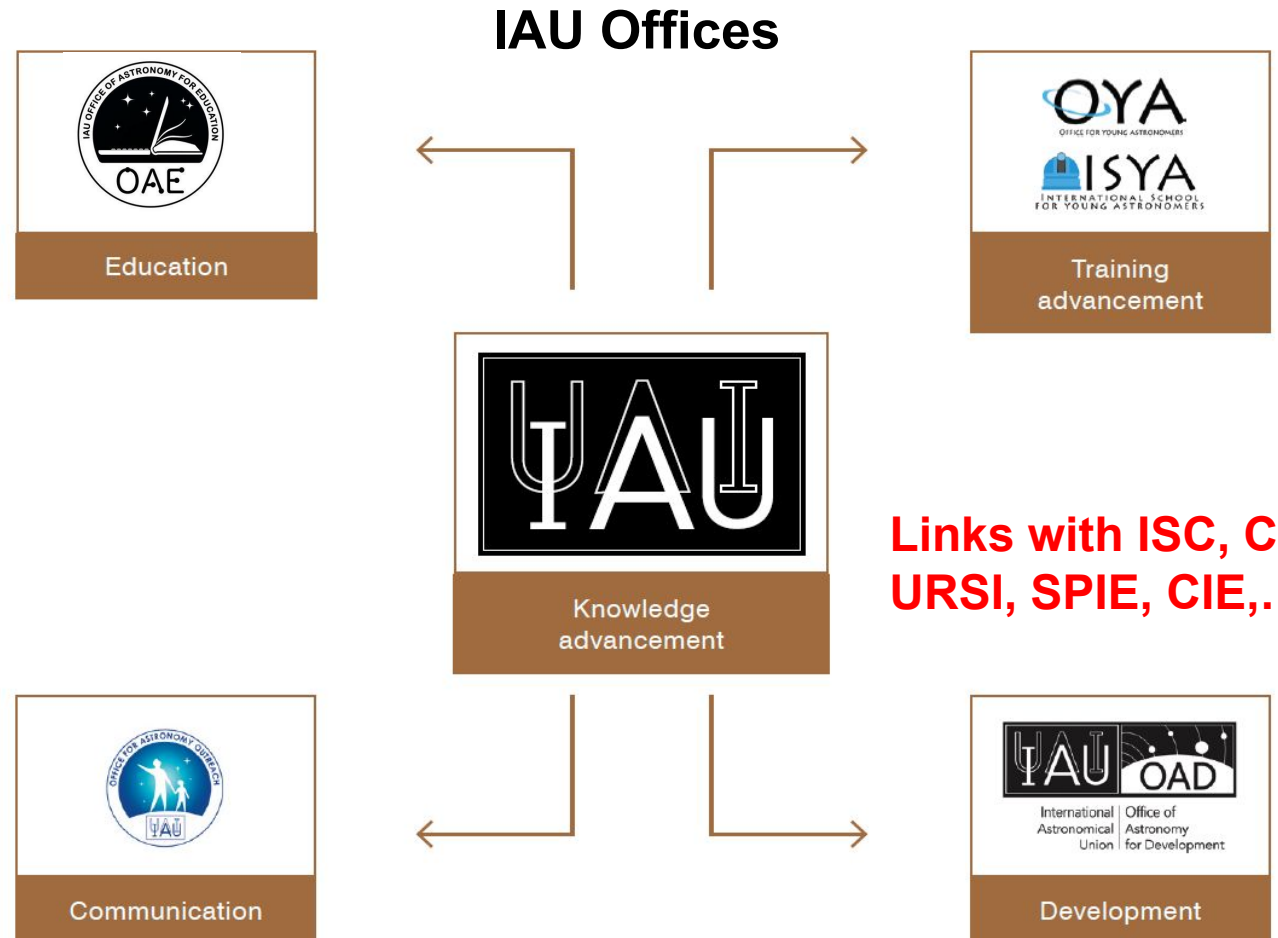 IAU Offices
IAU OFFICE OF ASTRONOMY FOR EDUCATION
OAE
Education
OYA
OFFICE FOR YOUNG ASTRONOMERS
ISYA
INTERNATIONAL SCHOOL
FOR YOUNG ASTRONOMERS
Training
advancement
UAI
IAU
Knowledge
advancement
Links with ISC, C
URSI, SPIE, CIE,.
OFFICE FOR ASTRONOMY OUTREACH
IAU
Communication
UAI
IAU
OAD
International Office of
Astronomical Astronomy
Union for Development
Development